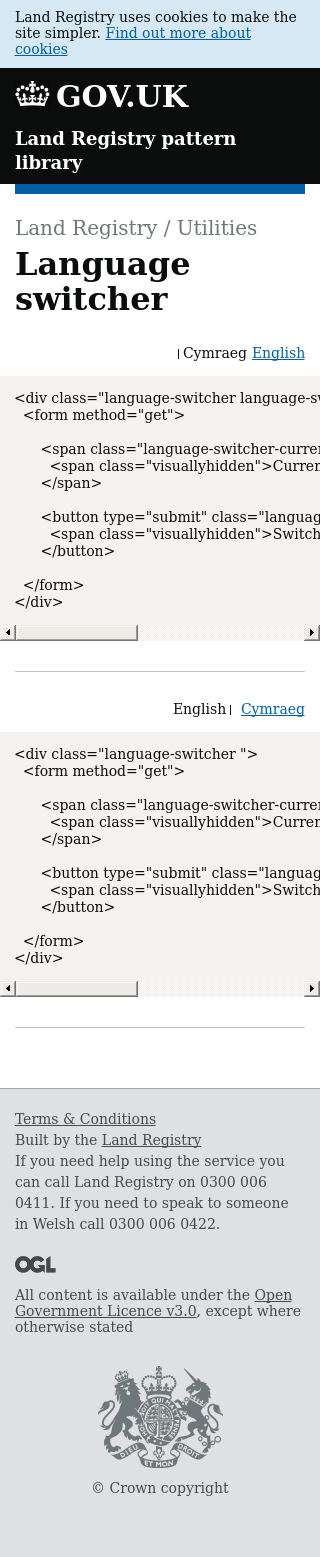 Land Registry uses cookies to make the
site simpler. Find out more about
cookies
GOV.UK
Land Registry pattern
library
Land Registry / Utilities
Language
switcher
Cymraeg English
<div class="language-switcher language-sw
<form method="get">
<span class="language-switcher-curren
<span class="visuallyhidden">Curren
</span>
<button type="submit" class="languag
<span class="visuallyhidden">Switch
</button>
</form>
</div>
English Cymraeg
<div class="language-switcher ">
<form method="get">
<span class="language-switcher-curren
<span class="visuallyhidden">Curren
</span>
<button type="submit" class="languag
<span class="visuallyhidden">Switch
</button>
</form>
</div>
Terms & Conditions
Built by the Land Registry
If you need help using the service you
can call Land Registry on 0300 006
0411. If you need to speak to someone
in Welsh call 0300 006 0422.
OGL
All content is available under the Open
Government Licence v3.0, except where
otherwise stated
DIEU ET MON DROIT
© Crown copyright